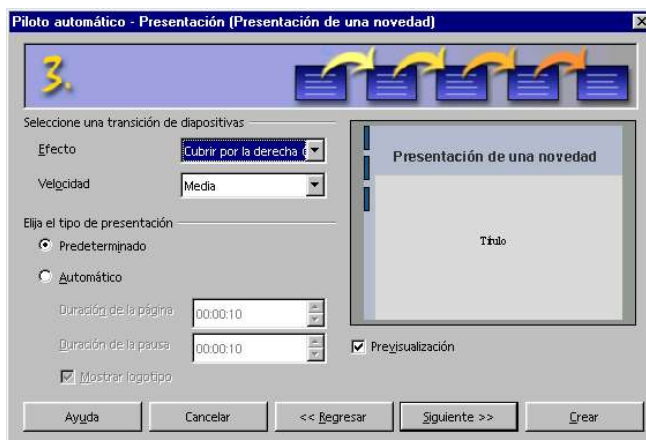 Piloto automático - Presentación (Presentación de una novedad)
3.
Seleccione una transición de diapositivas
Efecto
Cubrir por la derecha
Velocidad
Media
Elija el tipo de presentación
Predeterminado
Automático
Duración de la página
00:00:10
Duración de la pausa
00:00:10
Mostrar logotipo
Presentación de una novedad
Título
Previsualización
Ayuda
Cancelar
<< Regresar
Siguiente >>
Crear